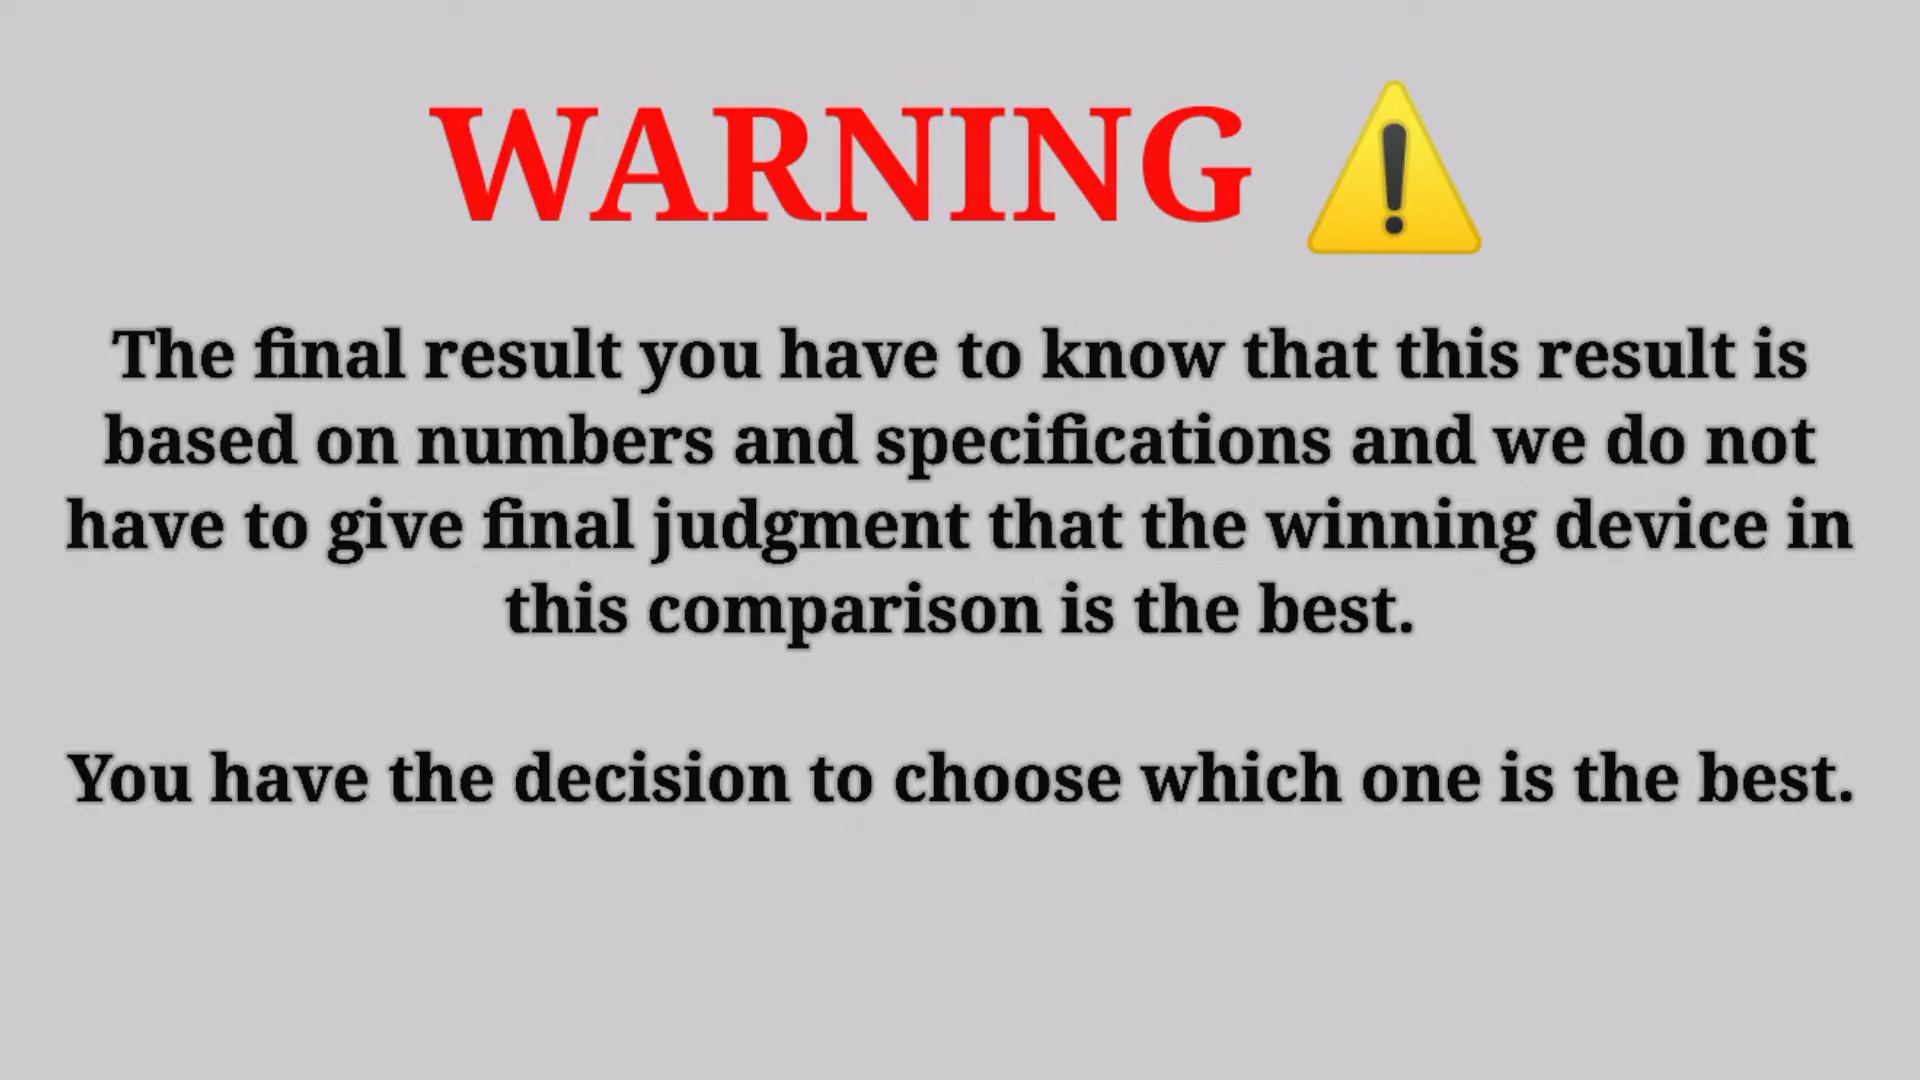 WARNING ⚠️
The final result you have to know that this result is
based on numbers and specifications and we do not
have to give final judgment that the winning device in
this comparison is the best.
You have the decision to choose which one is the best.